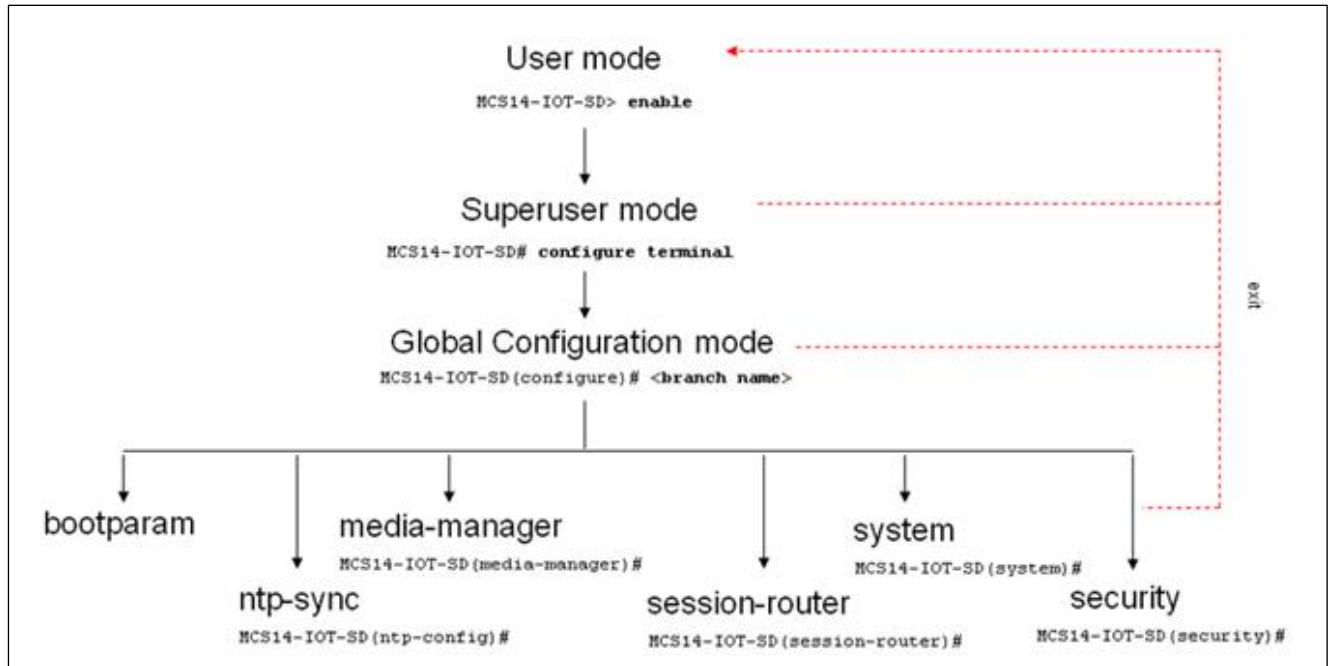 User mode
MCS14-IOT-SD> enable
Superuser mode
MCS14-IOT-SD# configure terminal
exit
Global Configuration mode
MCS14-IOT-SD(configure)# <branch name>
bootparam
media-manager
MCS14-IOT-SD(media-manager)#
system
MCS14-IOT-SD(system)#
ntp-sync
MCS14-IOT-SD(ntp-config)#
session-router
MCS14-IOT-SD(session-router)#
security
MCS14-IOT-SD(security)#